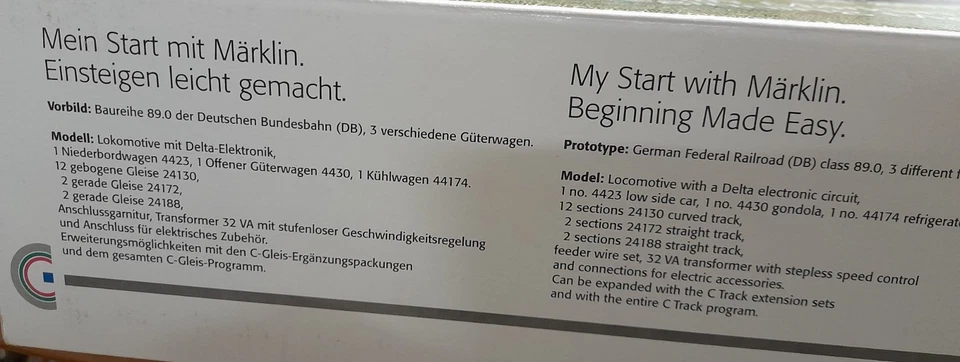 Mein Start mit Märklin.
Einsteigen leicht gemacht.
Vorbild: Baureihe 89.0 der Deutschen Bundesbahn (DB), 3 verschiedene Güterwagen.
Modell: Lokomotive mit Delta-Elektronik,
1 Niederbordwagen 4423, 1 Offener Güterwagen 4430, 1 Kühlwagen 44174.
12 gebogene Gleise 24130,
2 gerade Gleise 24172,
2 gerade Gleise 24188,
Anschlussgarnitur, Transformer 32 VA mit stufenloser Geschwindigkeitsregelung
und Anschluss für elektrisches Zubehör.
Erweiterungsmöglichkeiten mit den C-Gleis-Ergänzungspackungen
und dem gesamten C-Gleis-Programm.
My Start with Märklin.
Beginning Made Easy.
Prototype: German Federal Railroad (DB) class 89.0, 3 different
Model: Locomotive with a Delta electronic circuit,
1 no. 4423 low side car, 1 no. 4430 gondola, 1 no. 44174
12 sections 24130 curved track,
2 sections 24172 straight track,
2 sections 24188 straight track,
feeder wire set, 32 VA transformer with stepless speed control
and connections for electric accessories.
Can be expanded with the C Track extension sets
and with the entire C Track program.